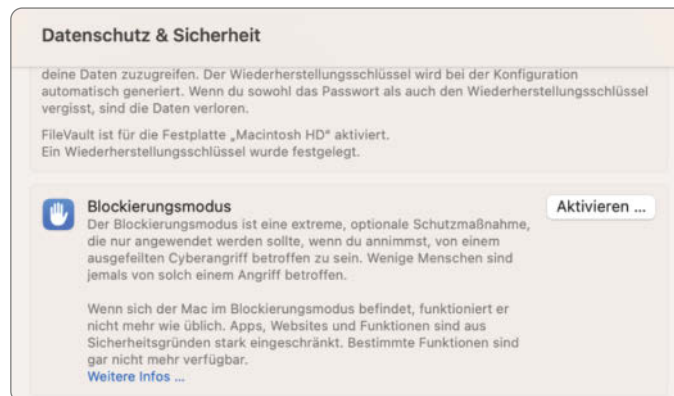 Datenschutz & Sicherheit
deine Daten zuzugreifen. Der Wiederherstellungsschlüssel wird bei der Konfiguration
automatisch generiert. Wenn du sowohl das Passwort als auch den Wiederherstellungsschlüssel
vergisst, sind die Daten verloren.
FileVault ist für die Festplatte „Macintosh HD“ aktiviert.
Ein Wiederherstellungsschlüssel wurde festgelegt.
Blockierungsmodus
Aktivieren ...
Der Blockierungsmodus ist eine extreme, optionale Schutzmaßnahme,
die nur angewendet werden sollte, wenn du annimmst, von einem
ausgefeilten Cyberangriff betroffen zu sein. Wenige Menschen sind
jemals von solch einem Angriff betroffen.
Wenn sich der Mac im Blockierungsmodus befindet, funktioniert er
nicht mehr wie üblich. Apps, Websites und Funktionen sind aus
Sicherheitsgründen stark eingeschränkt. Bestimmte Funktionen sind
gar nicht mehr verfügbar.
Weitere Infos ...